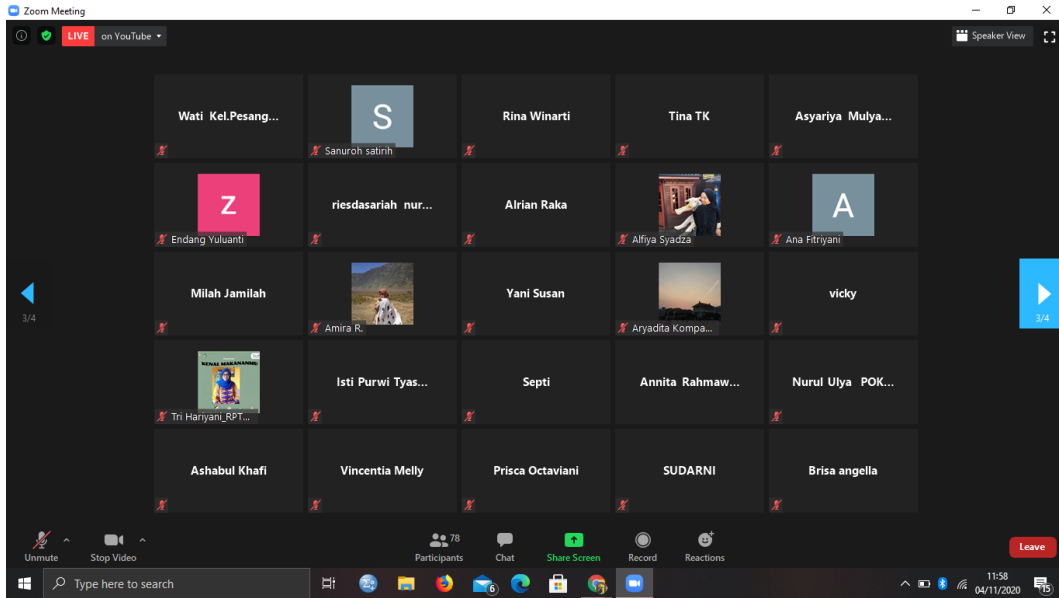 Zoom Meeting
LIVE on YouTube
Speaker View
Wati Kel.Pesang...
S
Sanuroh satirih
Rina Winarti
Tina TK
Asyariya Mulya...
Z
Endang Yuluanti
riesdasariah nur...
Alrian Raka
Alfiya Syadza
A
Ana Fitriyani
3/4
Milah Jamilah
Amira R.
Yani Susan
Aryadita Kompa...
vicky
3/4
KENAL MAKANANMU
Tri Hariyani_RPT...
Isti Purwi Tyas...
Septi
Annita Rahmaw...
Nurul Ulya POK...
Ashabul Khafi
Vincentia Melly
Prisca Octaviani
SUDARNI
Brisa angella
Unmute
Stop Video
78
Participants
Chat
Share Screen
Record
Reactions
Leave
Type here to search
6
11:58
04/11/2020
15